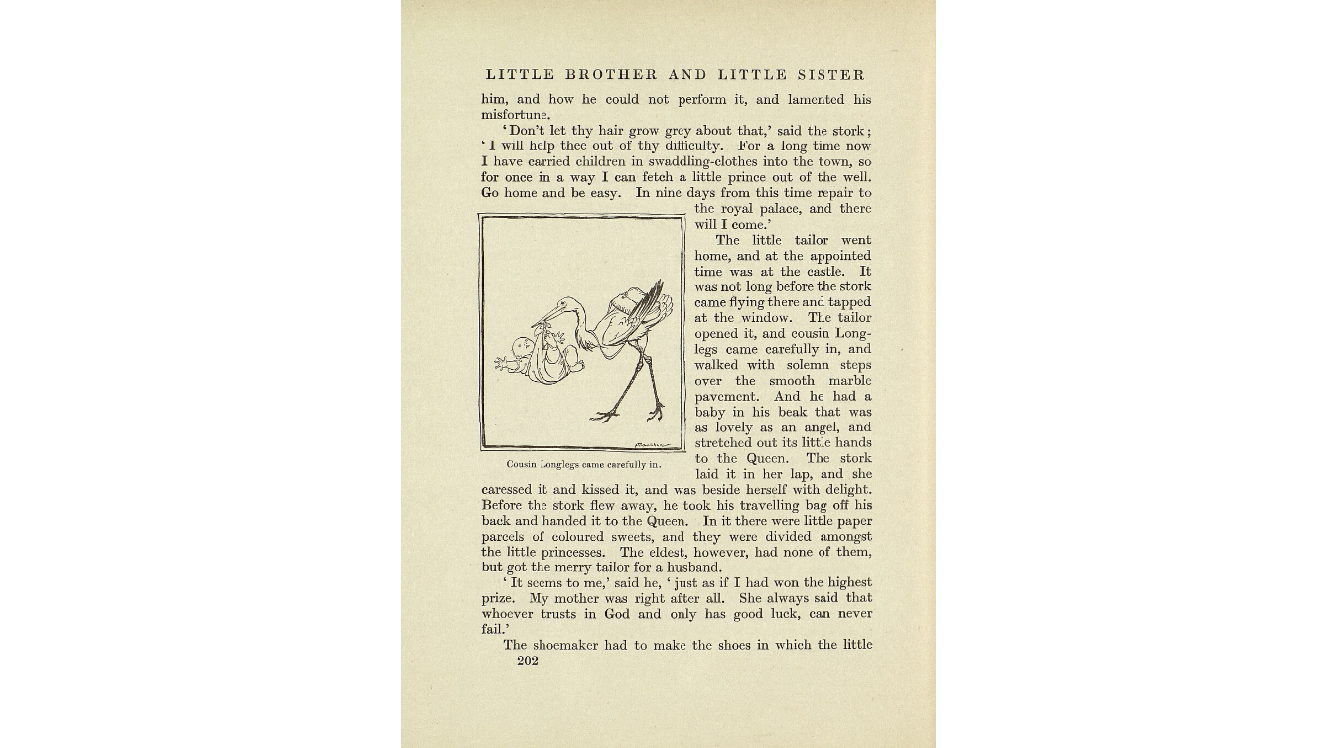 LITTLE BROTHER AND LITTLE SISTER
him, and how he could not perform it, and lamented his
misfortune.
‘Don’t let thy hair grow grey about that,’ said the stork;
‘I will help thee out of thy difficulty. For a long time now
I have carried children in swaddling-clothes into the town, so
for once in a way I can fetch a little prince out of the well.
Go home and be easy. In nine days from this time repair to
the royal palace, and there
will I come.’
The little tailor went
home, and at the appointed
time was at the castle. It
was not long before the stork
came flying there and tapped
at the window. The tailor
opened it, and cousin Long-
legs came carefully in, and
walked with solemn steps
over the smooth marble
pavement. And he had a
baby in his beak that was
as lovely as an angel, and
stretched out its little hands
to the Queen. The stork
laid it in her lap, and she
Cousin Longlegs came carefully in.
caressed it and kissed it, and was beside herself with delight.
Before the stork flew away, he took his travelling bag off his
back and handed it to the Queen. In it there were little paper
parcels of coloured sweets, and they were divided amongst
the little princesses. The eldest, however, had none of them,
but got the merry tailor for a husband.
‘It seems to me,’ said he, ‘just as if I had won the highest
prize. My mother was right after all. She always said that
whoever trusts in God and only has good luck, can never
fail.’
The shoemaker had to make the shoes in which the little
202